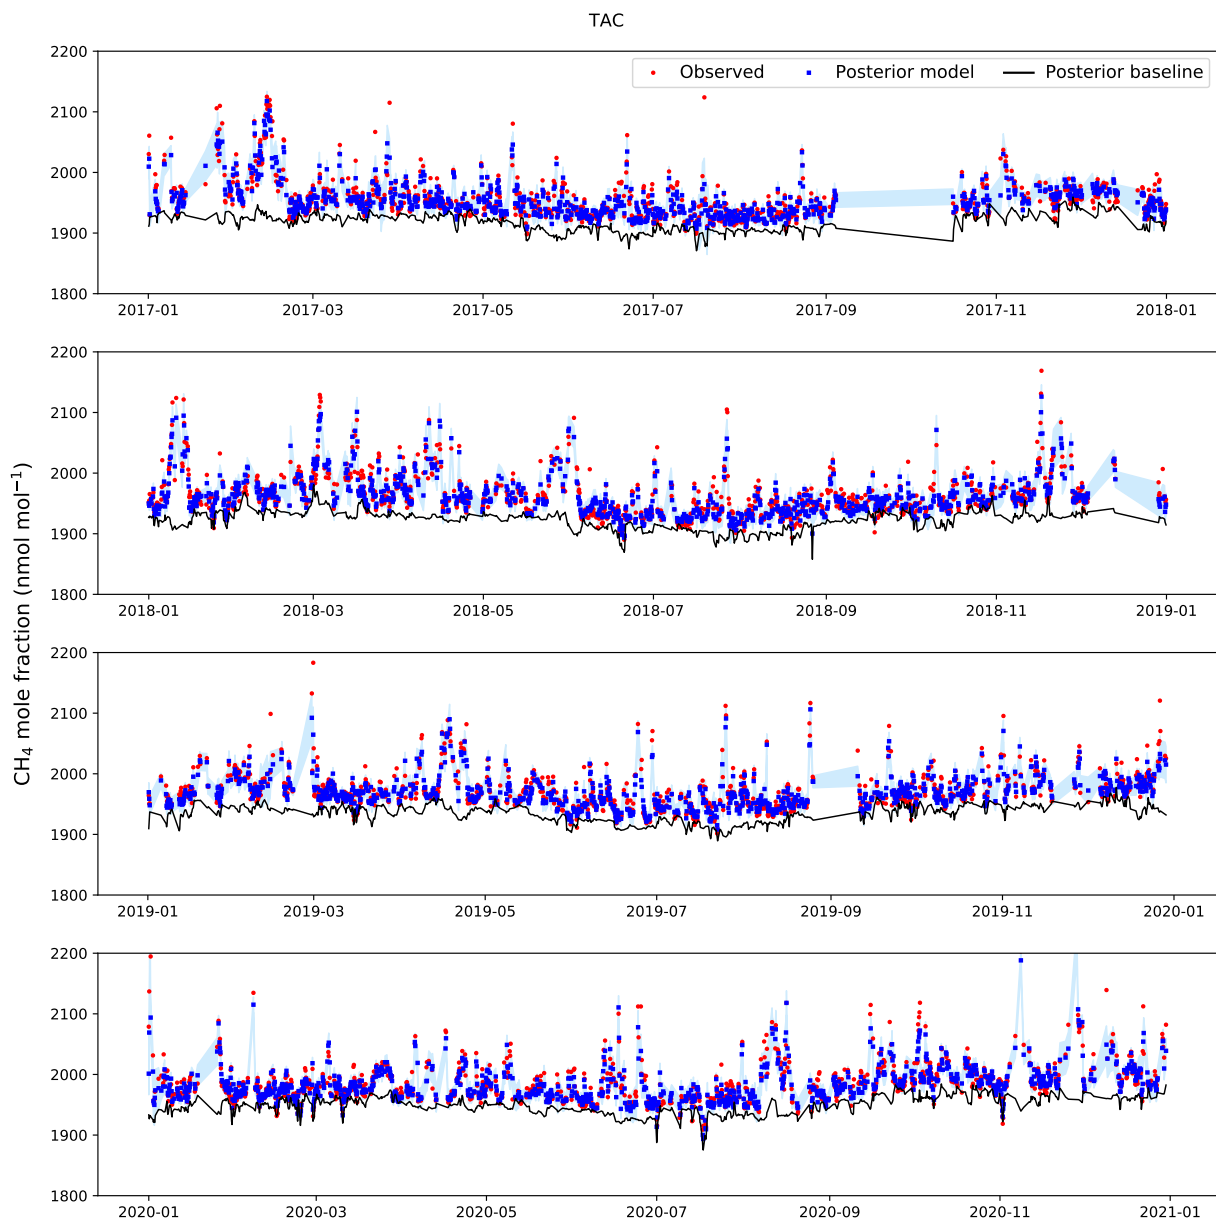 TAC
CH₄ mole fraction (nmol mol⁻¹)
Observed Posterior model Posterior baseline
2200
2100
2000
1900
1800
2017-01 2017-03 2017-05 2017-07 2017-09 2017-11 2018-01
2200
2100
2000
1900
1800
2018-01 2018-03 2018-05 2018-07 2018-09 2018-11 2019-01
2200
2100
2000
1900
1800
2019-01 2019-03 2019-05 2019-07 2019-09 2019-11 2020-01
2200
2100
2000
1900
1800
2020-01 2020-03 2020-05 2020-07 2020-09 2020-11 2021-01